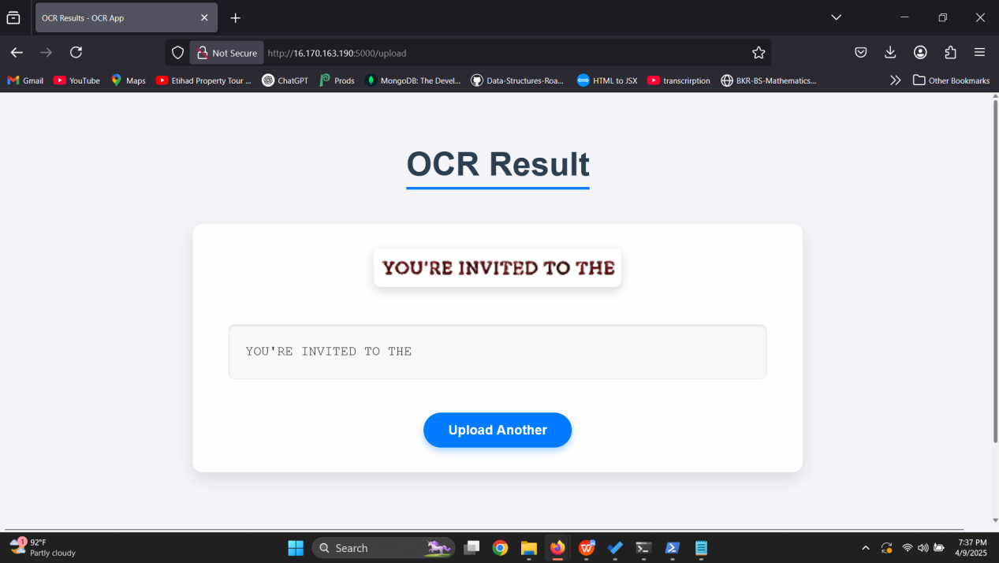 OCR Results - OCR App
Not Secure
http://16.170.163.190:5000/upload
Gmail
YouTube
Maps
Etihad Property Tour ...
ChatGPT
Prods
MongoDB: The Devel...
Data-Structures-Roa...
HTML to JSX
transcrirption
BKR-BS-Mathematics...
Other Bookmarks
OCR Result
YOU'RE INVITED TO THE
YOU'RE INVITED TO THE
Upload Another
1
92°F
Partly cloudy
Search
7:37 PM
4/9/2025